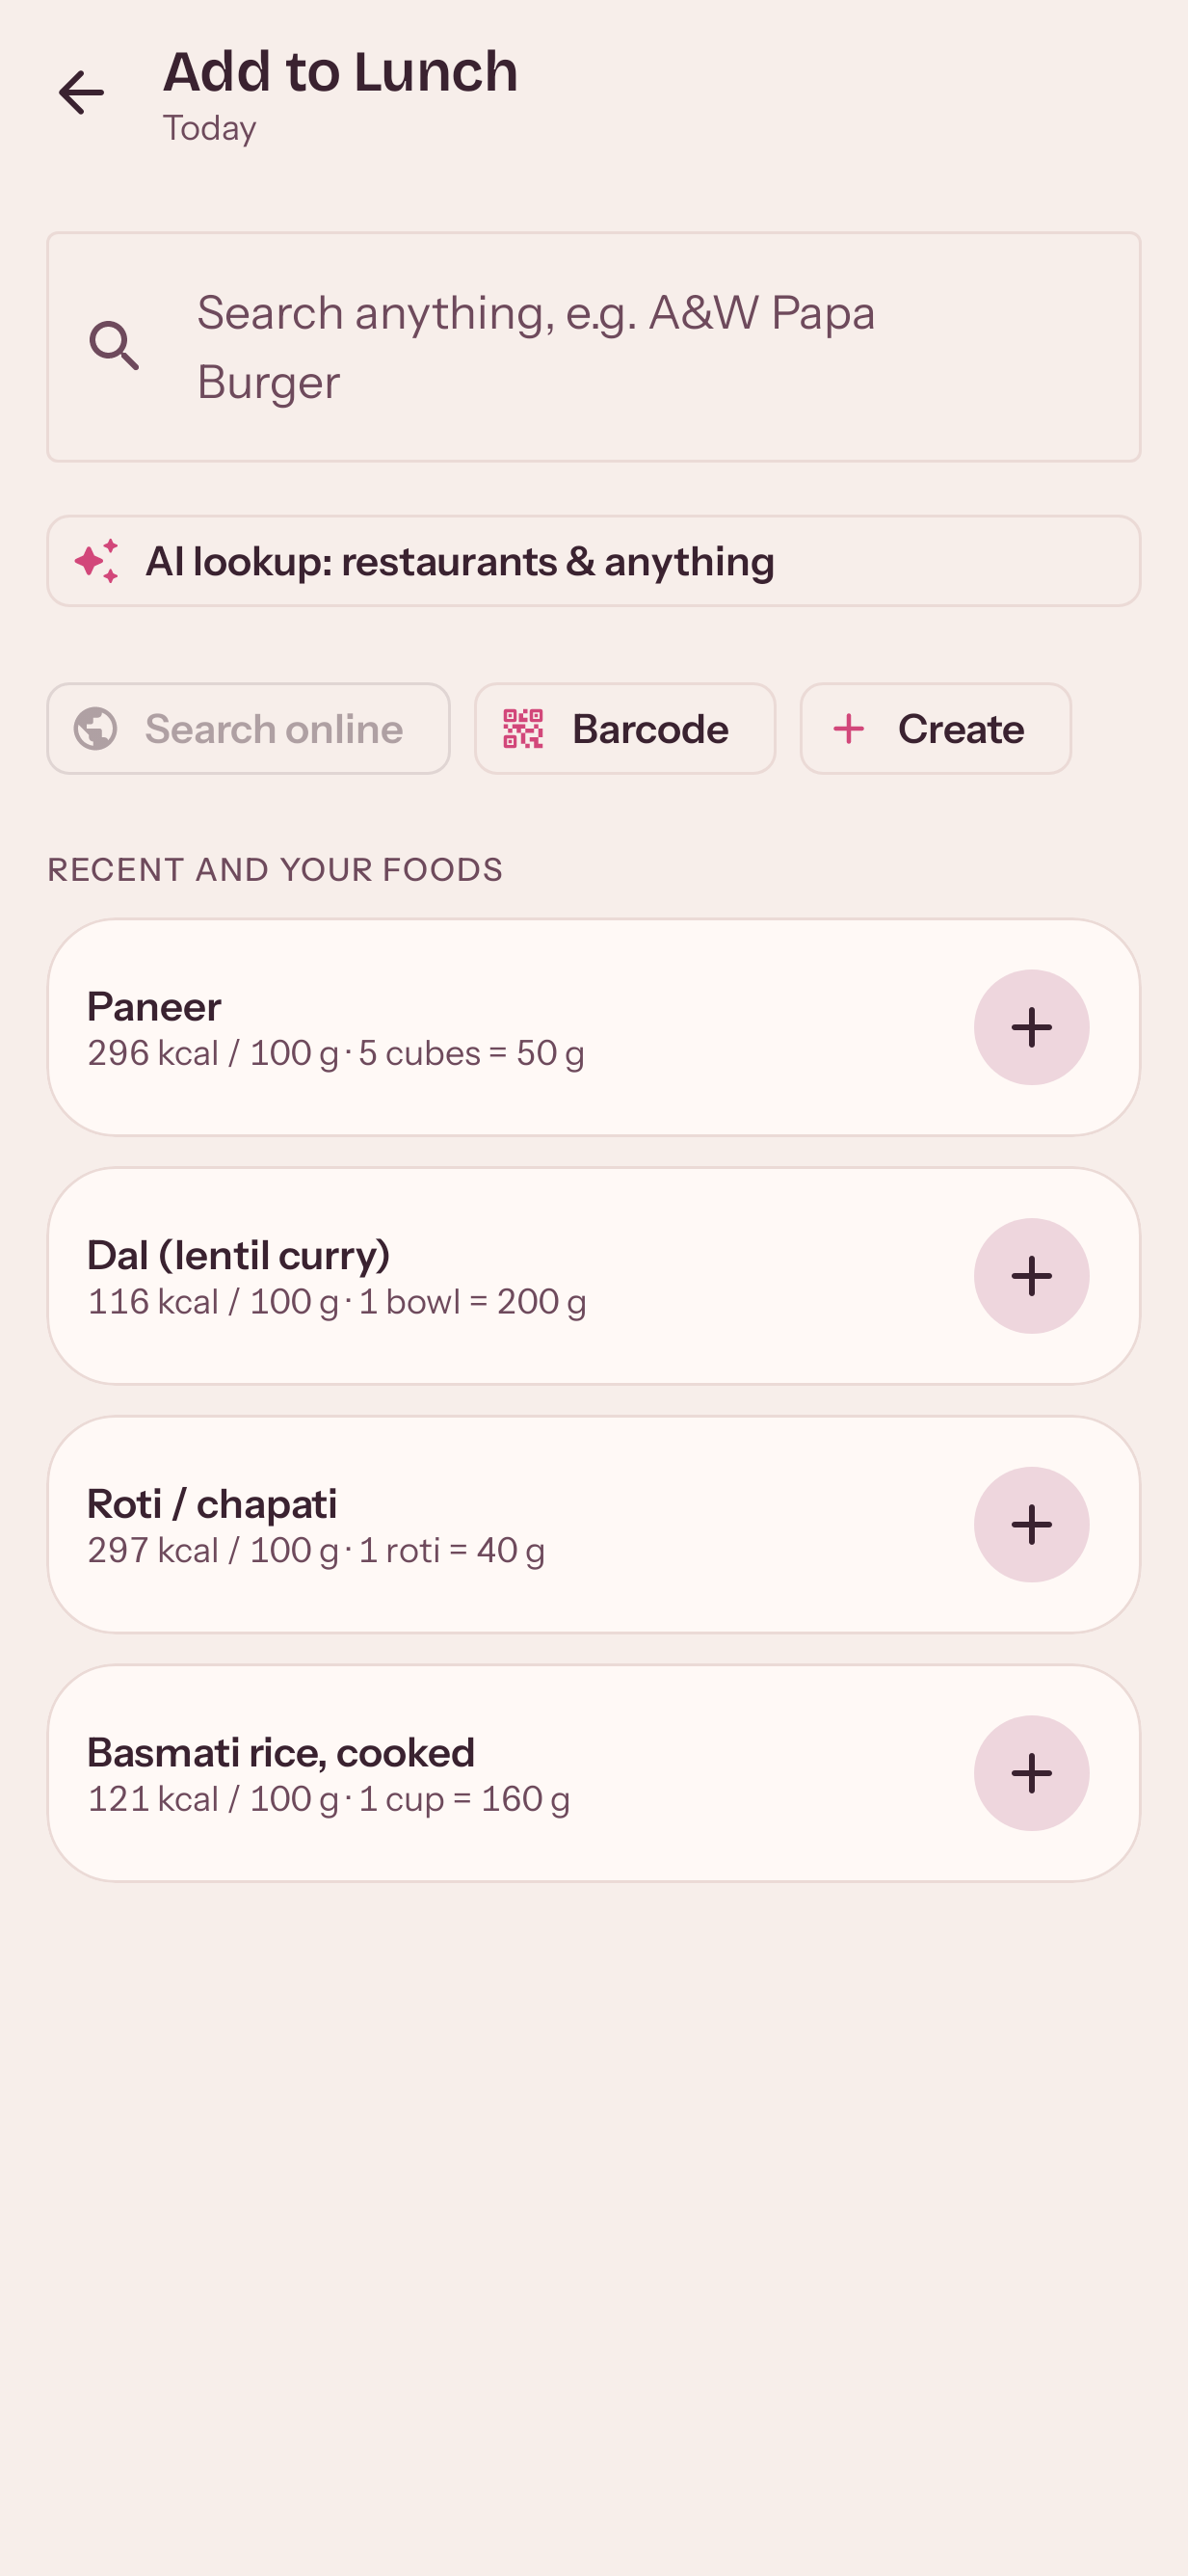 Add to Lunch
Today
Search anything, e.g. A&W Papa
Burger
AI lookup: restaurants & anything
Search online
Barcode
Create
RECENT AND YOUR FOODS
Paneer
296 kcal / 100 g · 5 cubes = 50 g
Dal (lentil curry)
116 kcal / 100 g · 1 bowl = 200 g
Roti / chapati
297 kcal / 100 g · 1 roti = 40 g
Basmati rice, cooked
121 kcal / 100 g · 1 cup = 160 g